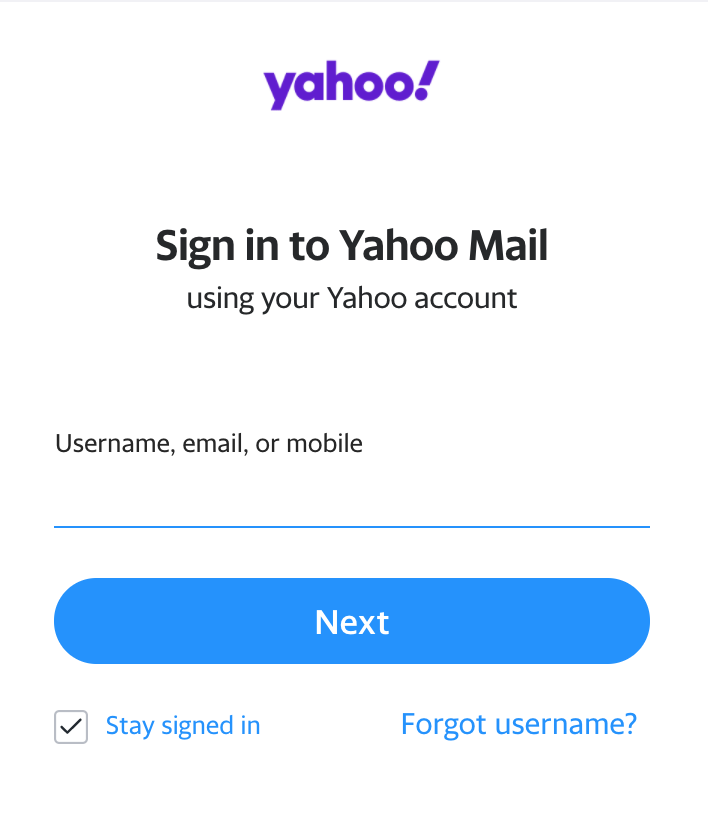 yahoo!
Sign in to Yahoo Mail
using your Yahoo account
Username, email, or mobile
Next
Stay signed in
Forgot username?